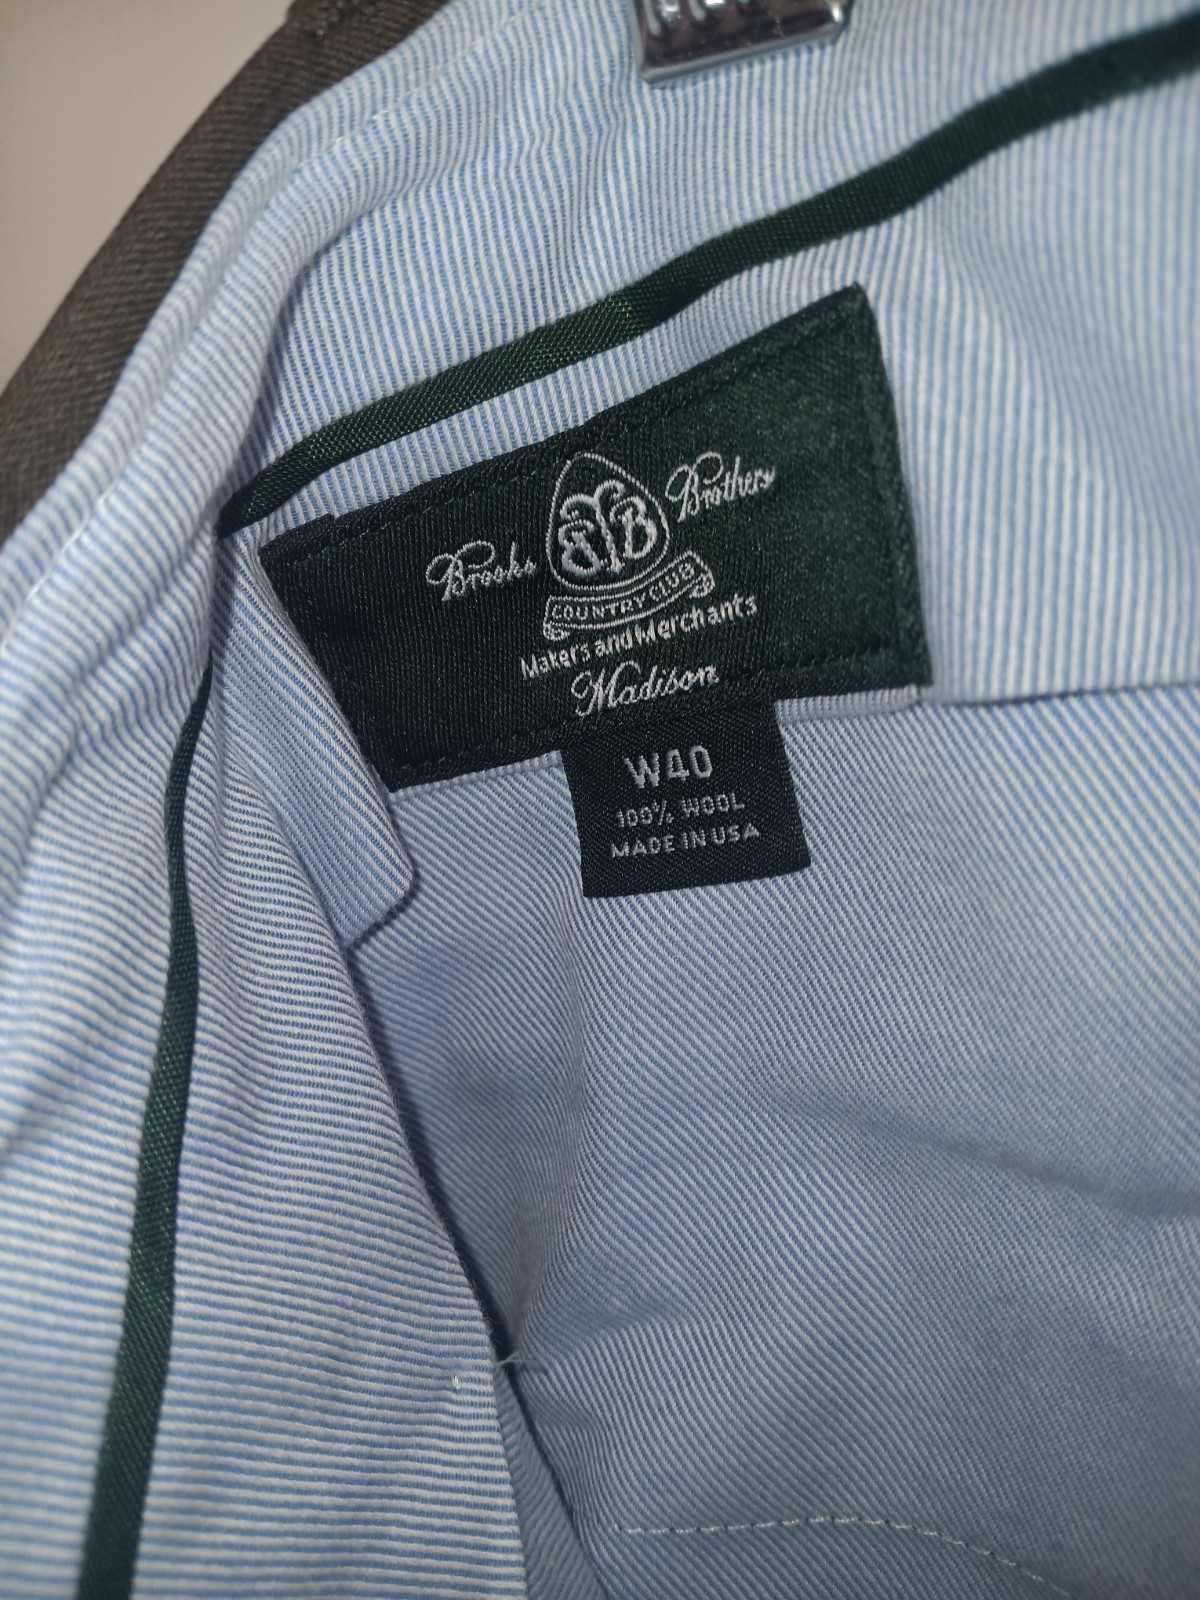 Brooks Brothers
BB
COUNTRY CLUB
Makers and Merchants
Madison
W40
100% WOOL
MADE IN USA